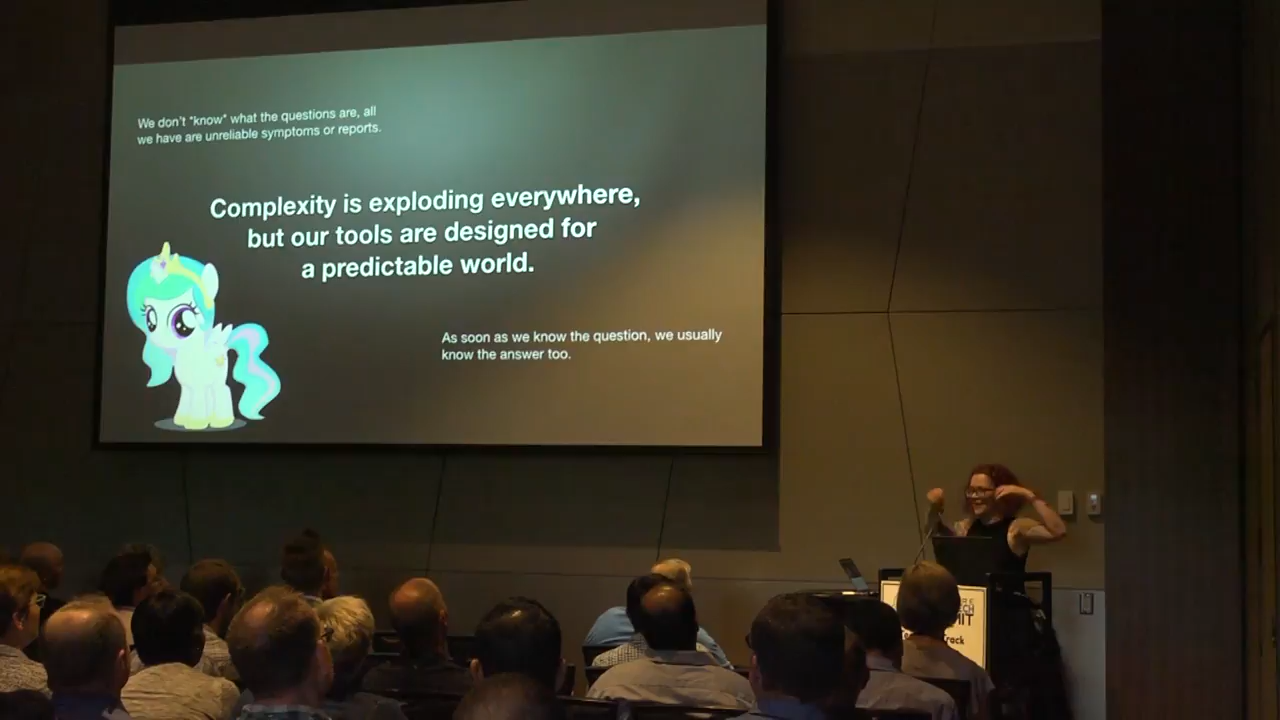 We don't *know* what the questions are, all
we have are unreliable symptoms or reports.
Complexity is exploding everywhere,
but our tools are designed for
a predictable world.
As soon as we know the question, we usually
know the answer too.